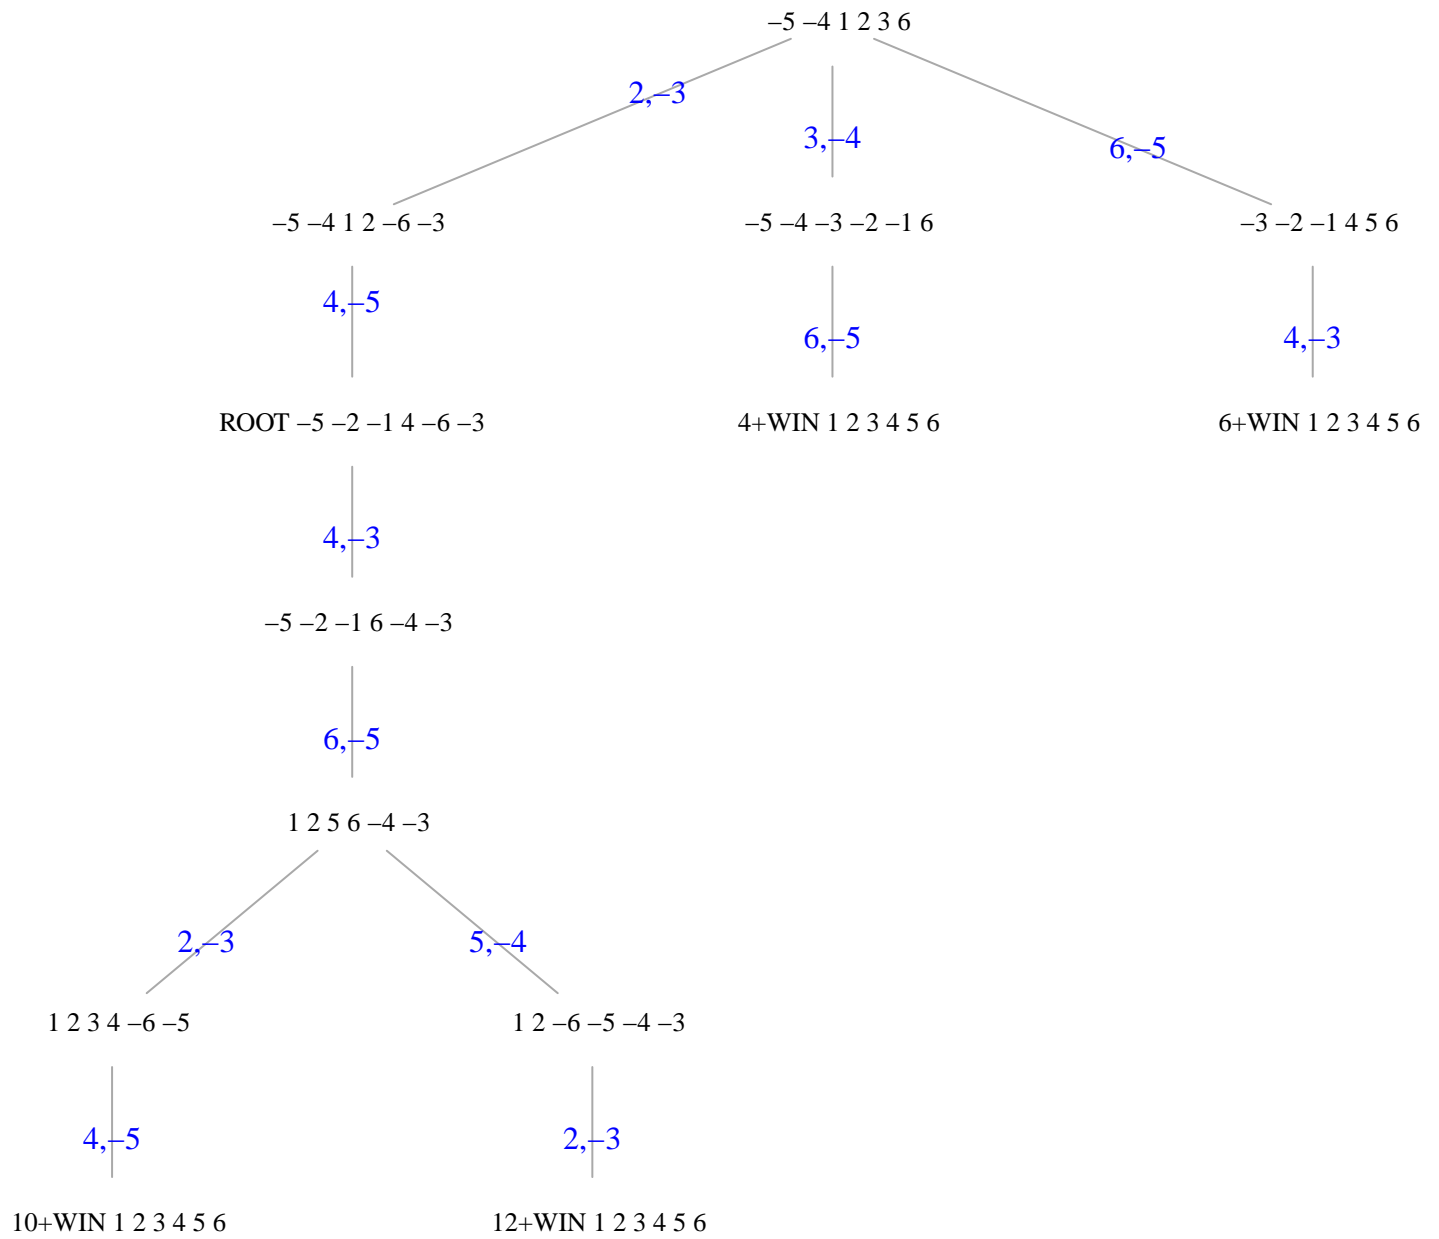 –5 –4 1 2 3 6
2,–3
3,–4
6,–5
–5 –4 1 2 –6 –3
–5 –4 –3 –2 –1 6
–3 –2 –1 4 5 6
4,–5
6,–5
4,–3
ROOT –5 –2 –1 4 –6 –3
4+WIN 1 2 3 4 5 6
6+WIN 1 2 3 4 5 6
4,–3
–5 –2 –1 6 –4 –3
6,–5
1 2 5 6 –4 –3
2,–3
5,–4
1 2 3 4 –6 –5
1 2 –6 –5 –4 –3
4,–5
2,–3
10+WIN 1 2 3 4 5 6
12+WIN 1 2 3 4 5 6